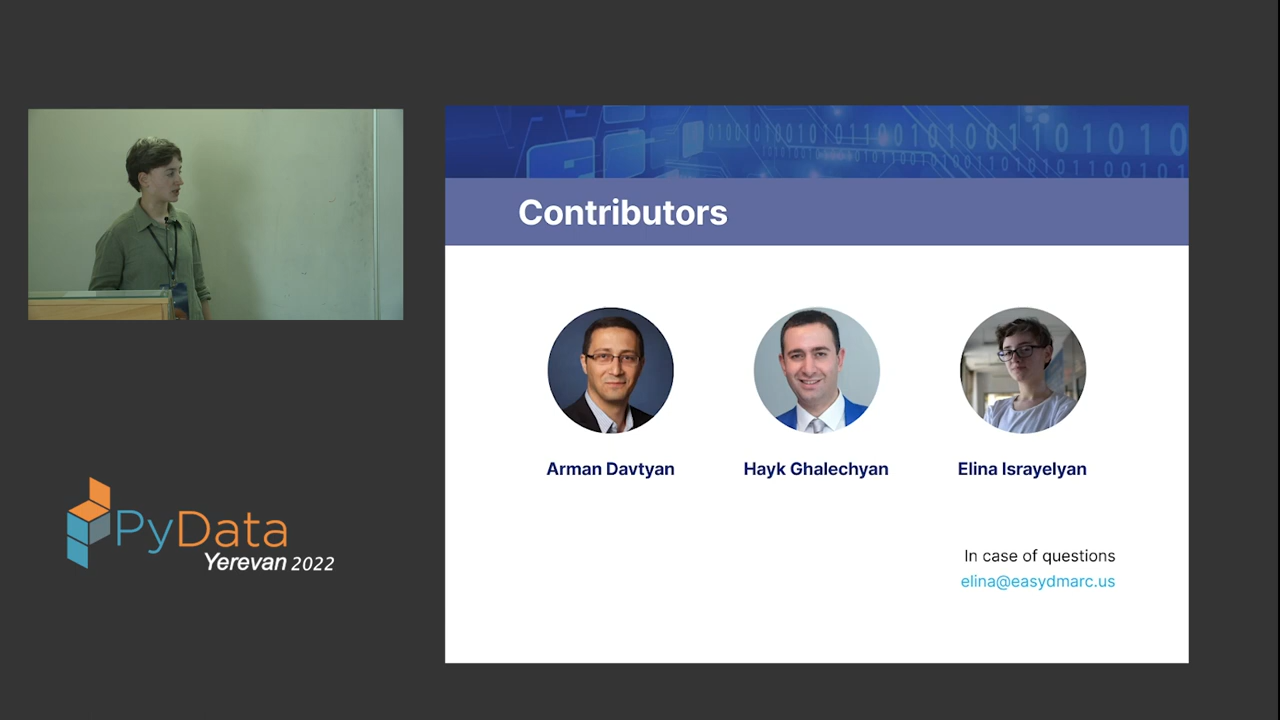 Contributors
Arman Davtyan
Hayk Ghalechyan
Elina Israyelyan
In case of questions
elina@easydmarc.us
PyData
Yerevan 2022